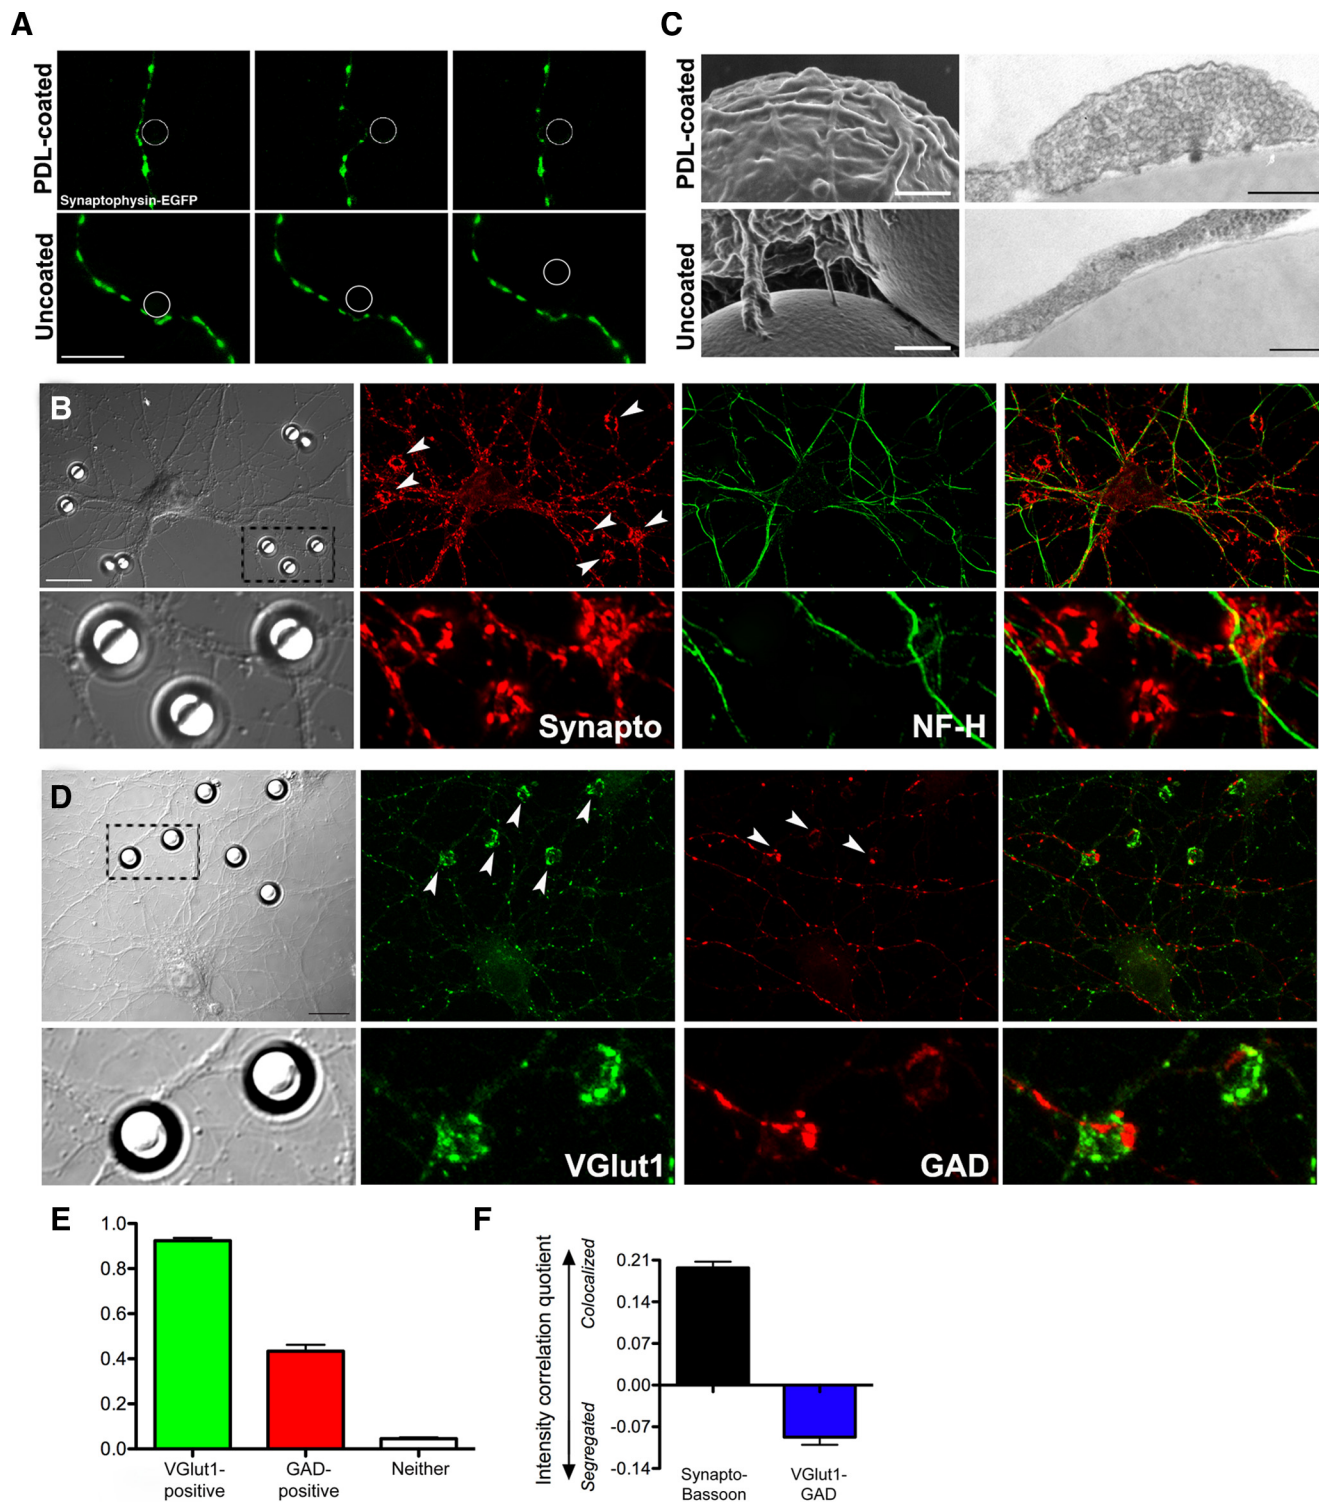 A
PDL-coated
Synaptophysin-EGFP
Uncoated
C
PDL-coated
Uncoated
B
Synapto
NF-H
D
VGlut1
GAD
E
1.0
0.8
0.6
0.4
0.2
0.0
VGlut1-
positive
GAD-
positive
Neither
F
Intensity correlation quotient
Colocalized
Segregated
0.21
0.14
0.07
0.00
-0.07
-0.14
Synapto-
Bassoon
VGlut1-
GAD